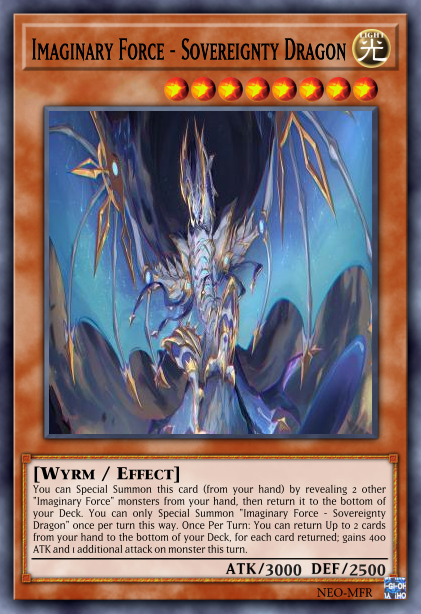 Imaginary Force - Sovereignty Dragon
LIGHT
光
[Wyrm / Effect]
You can Special Summon this card (from your hand) by revealing 2 other
"Imaginary Force" monsters from your hand, then return it to the bottom of
your Deck. You can only Special Summon "Imaginary Force - Sovereignty
Dragon" once per turn this way. Once Per Turn: You can return Up to 2 cards
from your hand to the bottom of your Deck, for each card returned; gains 400
ATK and 1 additional attack on monster this turn.
ATK/3000 DEF/2500
NEO-MFR